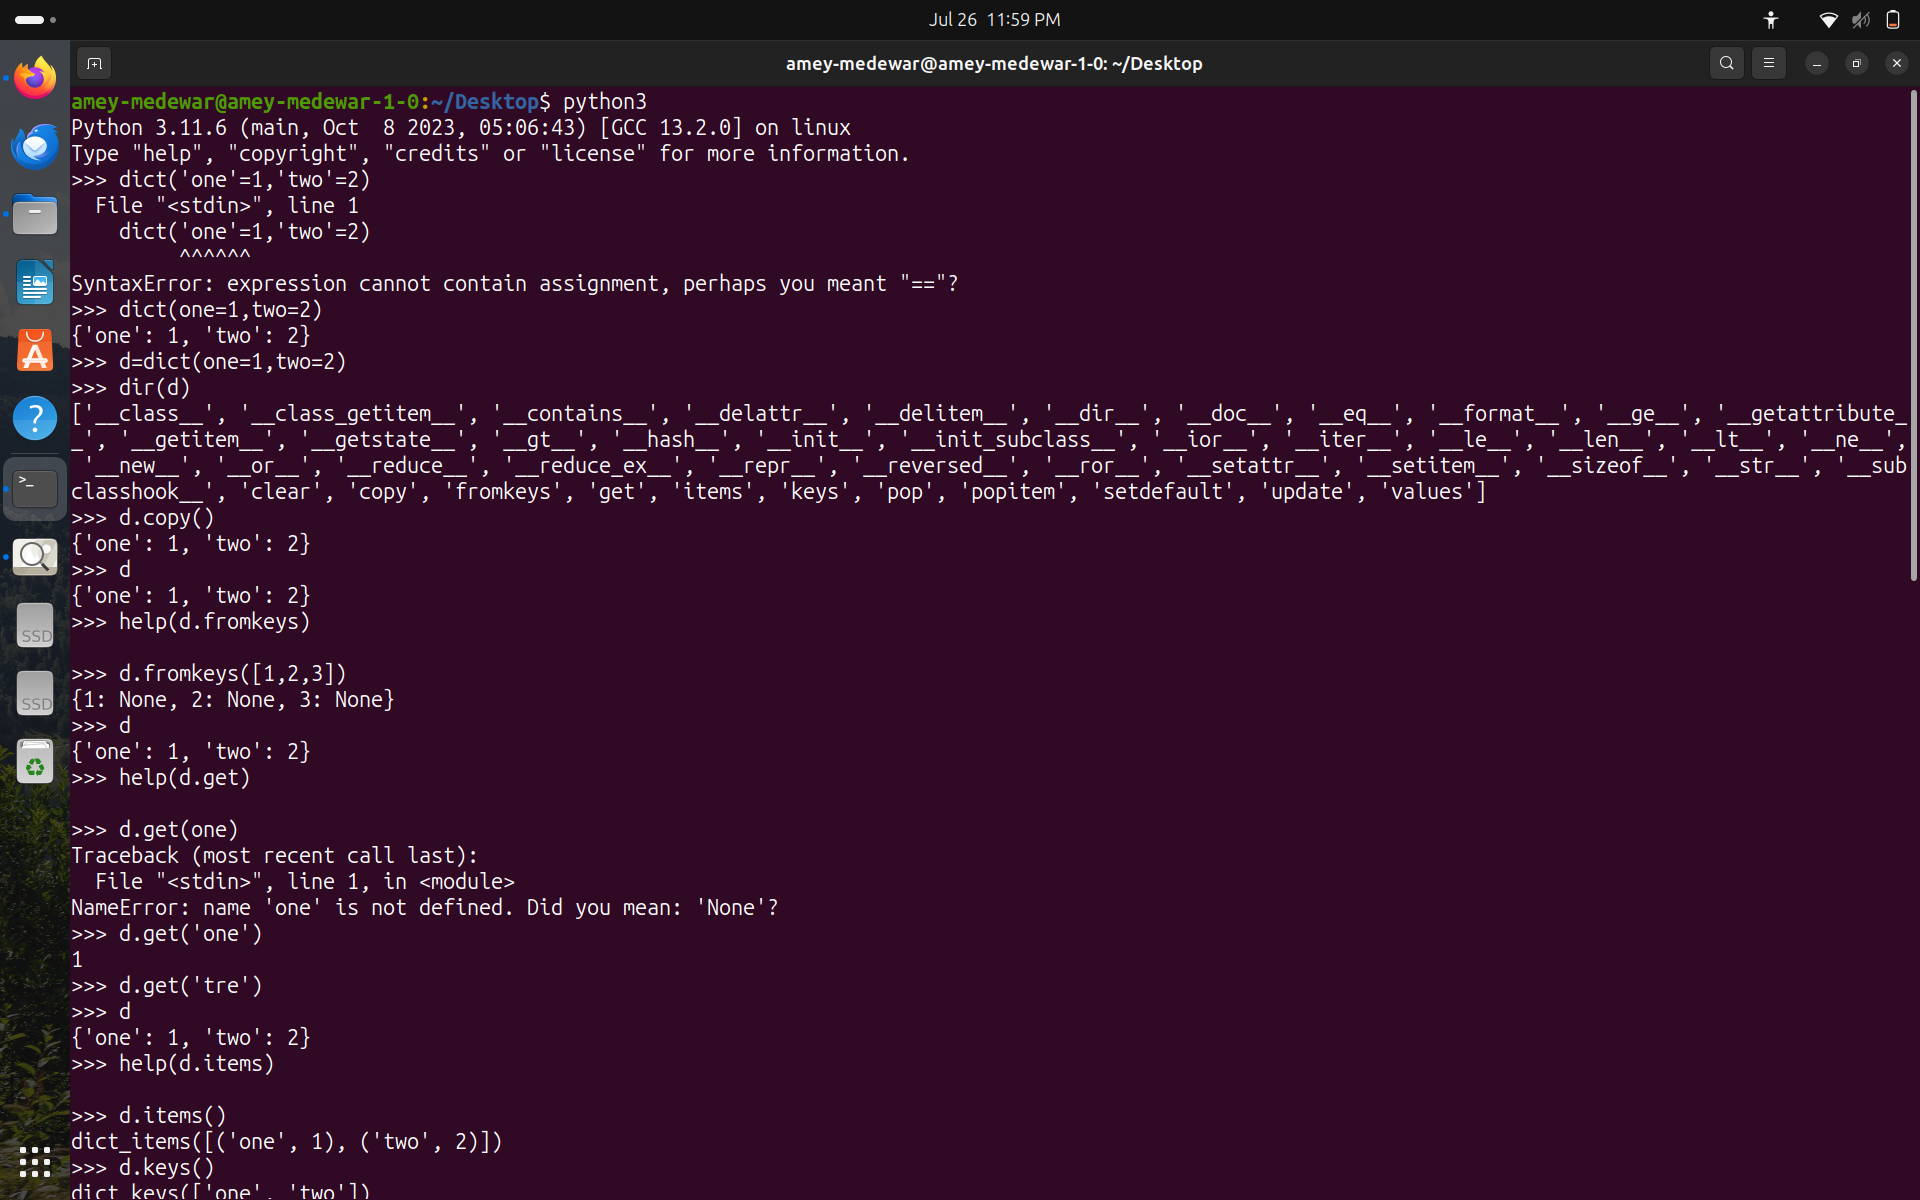 Jul 26  11:59 PM
amey-medewar@amey-medewar-1-0: ~/Desktop
amey-medewar@amey-medewar-1-0:~/Desktop$ python3
Python 3.11.6 (main, Oct  8 2023, 05:06:43) [GCC 13.2.0] on linux
Type "help", "copyright", "credits" or "license" for more information.
>>> dict('one'=1,'two'=2)
  File "<stdin>", line 1
    dict('one'=1,'two'=2)
         ^^^^^^
SyntaxError: expression cannot contain assignment, perhaps you meant "=="?
>>> dict(one=1,two=2)
{'one': 1, 'two': 2}
>>> d=dict(one=1,two=2)
>>> dir(d)
['__class__', '__class_getitem__', '__contains__', '__delattr__', '__delitem__', '__dir__', '__doc__', '__eq__', '__format__', '__ge__', '__getattribute_
_', '__getitem__', '__getstate__', '__gt__', '__hash__', '__init__', '__init_subclass__', '__ior__', '__iter__', '__le__', '__len__', '__lt__', '__ne__',
 '__new__', '__or__', '__reduce__', '__reduce_ex__', '__repr__', '__reversed__', '__ror__', '__setattr__', '__setitem__', '__sizeof__', '__str__', '__sub
classhook__', 'clear', 'copy', 'fromkeys', 'get', 'items', 'keys', 'pop', 'popitem', 'setdefault', 'update', 'values']
>>> d.copy()
{'one': 1, 'two': 2}
>>> d
{'one': 1, 'two': 2}
>>> help(d.fromkeys)
>>> d.fromkeys([1,2,3])
{1: None, 2: None, 3: None}
>>> d
{'one': 1, 'two': 2}
>>> help(d.get)
>>> d.get(one)
Traceback (most recent call last):
  File "<stdin>", line 1, in <module>
NameError: name 'one' is not defined. Did you mean: 'None'?
>>> d.get('one')
1
>>> d.get('tre')
>>> d
{'one': 1, 'two': 2}
>>> help(d.items)
>>> d.items()
dict_items([('one', 1), ('two', 2)])
>>> d.keys()
dict_keys(['one', 'two'])
SSD
SSD